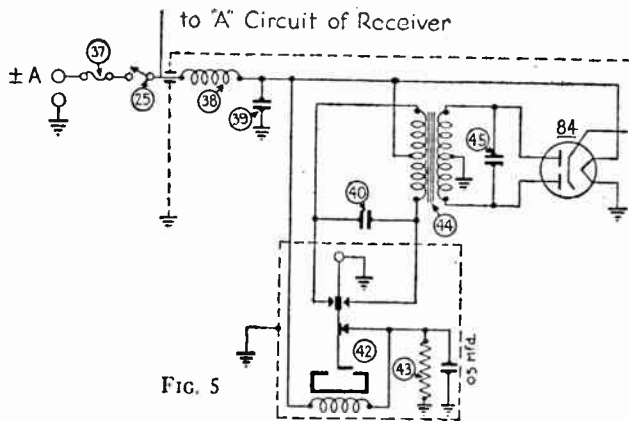 to "A" Circuit of Receiver
37
± A
25
38
39
84
45
40
44
42
43
.05 Mfd.
FIG. 5